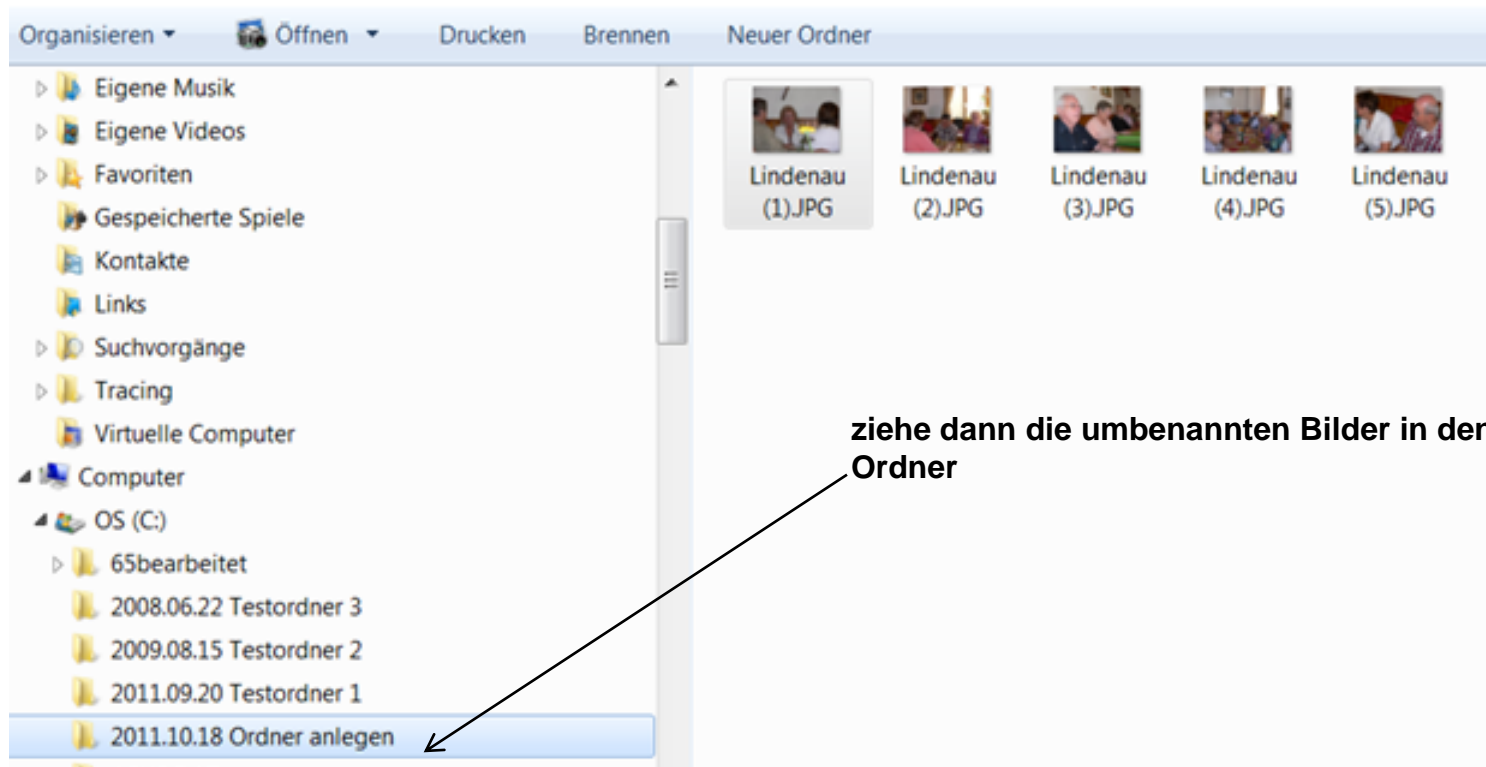 Organisieren Öffnen Drucken Brennen Neuer Ordner
Eigene Musik
Eigene Videos
Favoriten
Gespeicherte Spiele
Kontakte
Links
Suchvorgänge
Tracing
Virtuelle Computer
Computer
OS (C:)
65bearbeitet
2008.06.22 Testordner 3
2009.08.15 Testordner 2
2011.09.20 Testordner 1
2011.10.18 Ordner anlegen
Lindenau Lindenau Lindenau Lindenau Lindenau
(1).JPG (2).JPG (3).JPG (4).JPG (5).JPG
ziehe dann die umbenannten Bilder in
Ordner